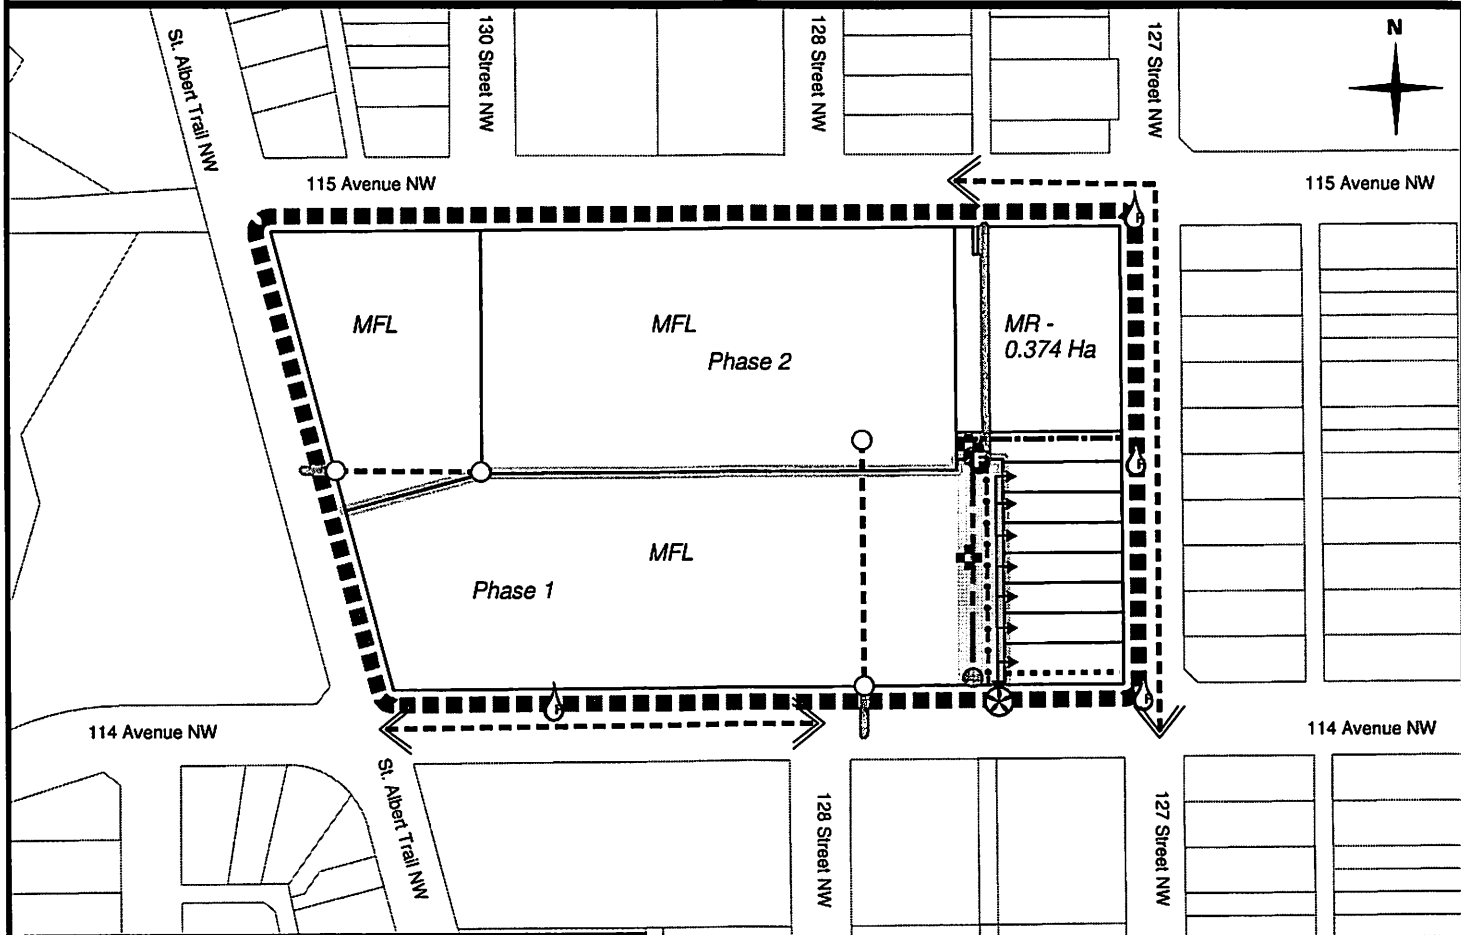 St. Albert Trail NW
130 Street NW
128 Street NW
127 Street NW
N
115 Avenue NW
115 Avenue NW
MFL
MFL
Phase 2
MR -
0.374 Ha
MFL
Phase 1
114 Avenue NW
114 Avenue NW
St. Albert Trail NW
128 Street NW
127 Street NW